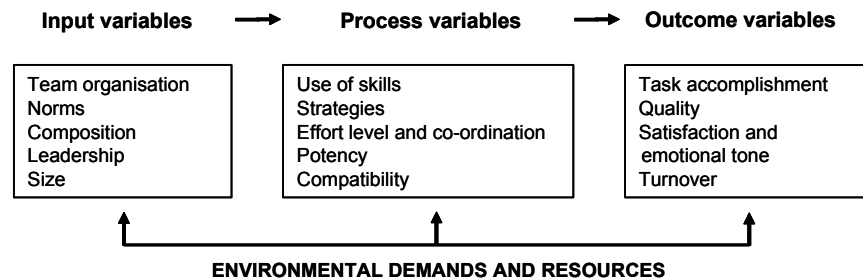 Input variables
Process variables
Outcome variables
Team organisation
Norms
Composition
Leadership
Size
Use of skills
Strategies
Effort level and co-ordination
Potency
Compatibility
Task accomplishment
Quality
Satisfaction and
emotional tone
Turnover
ENVIRONMENTAL DEMANDS AND RESOURCES